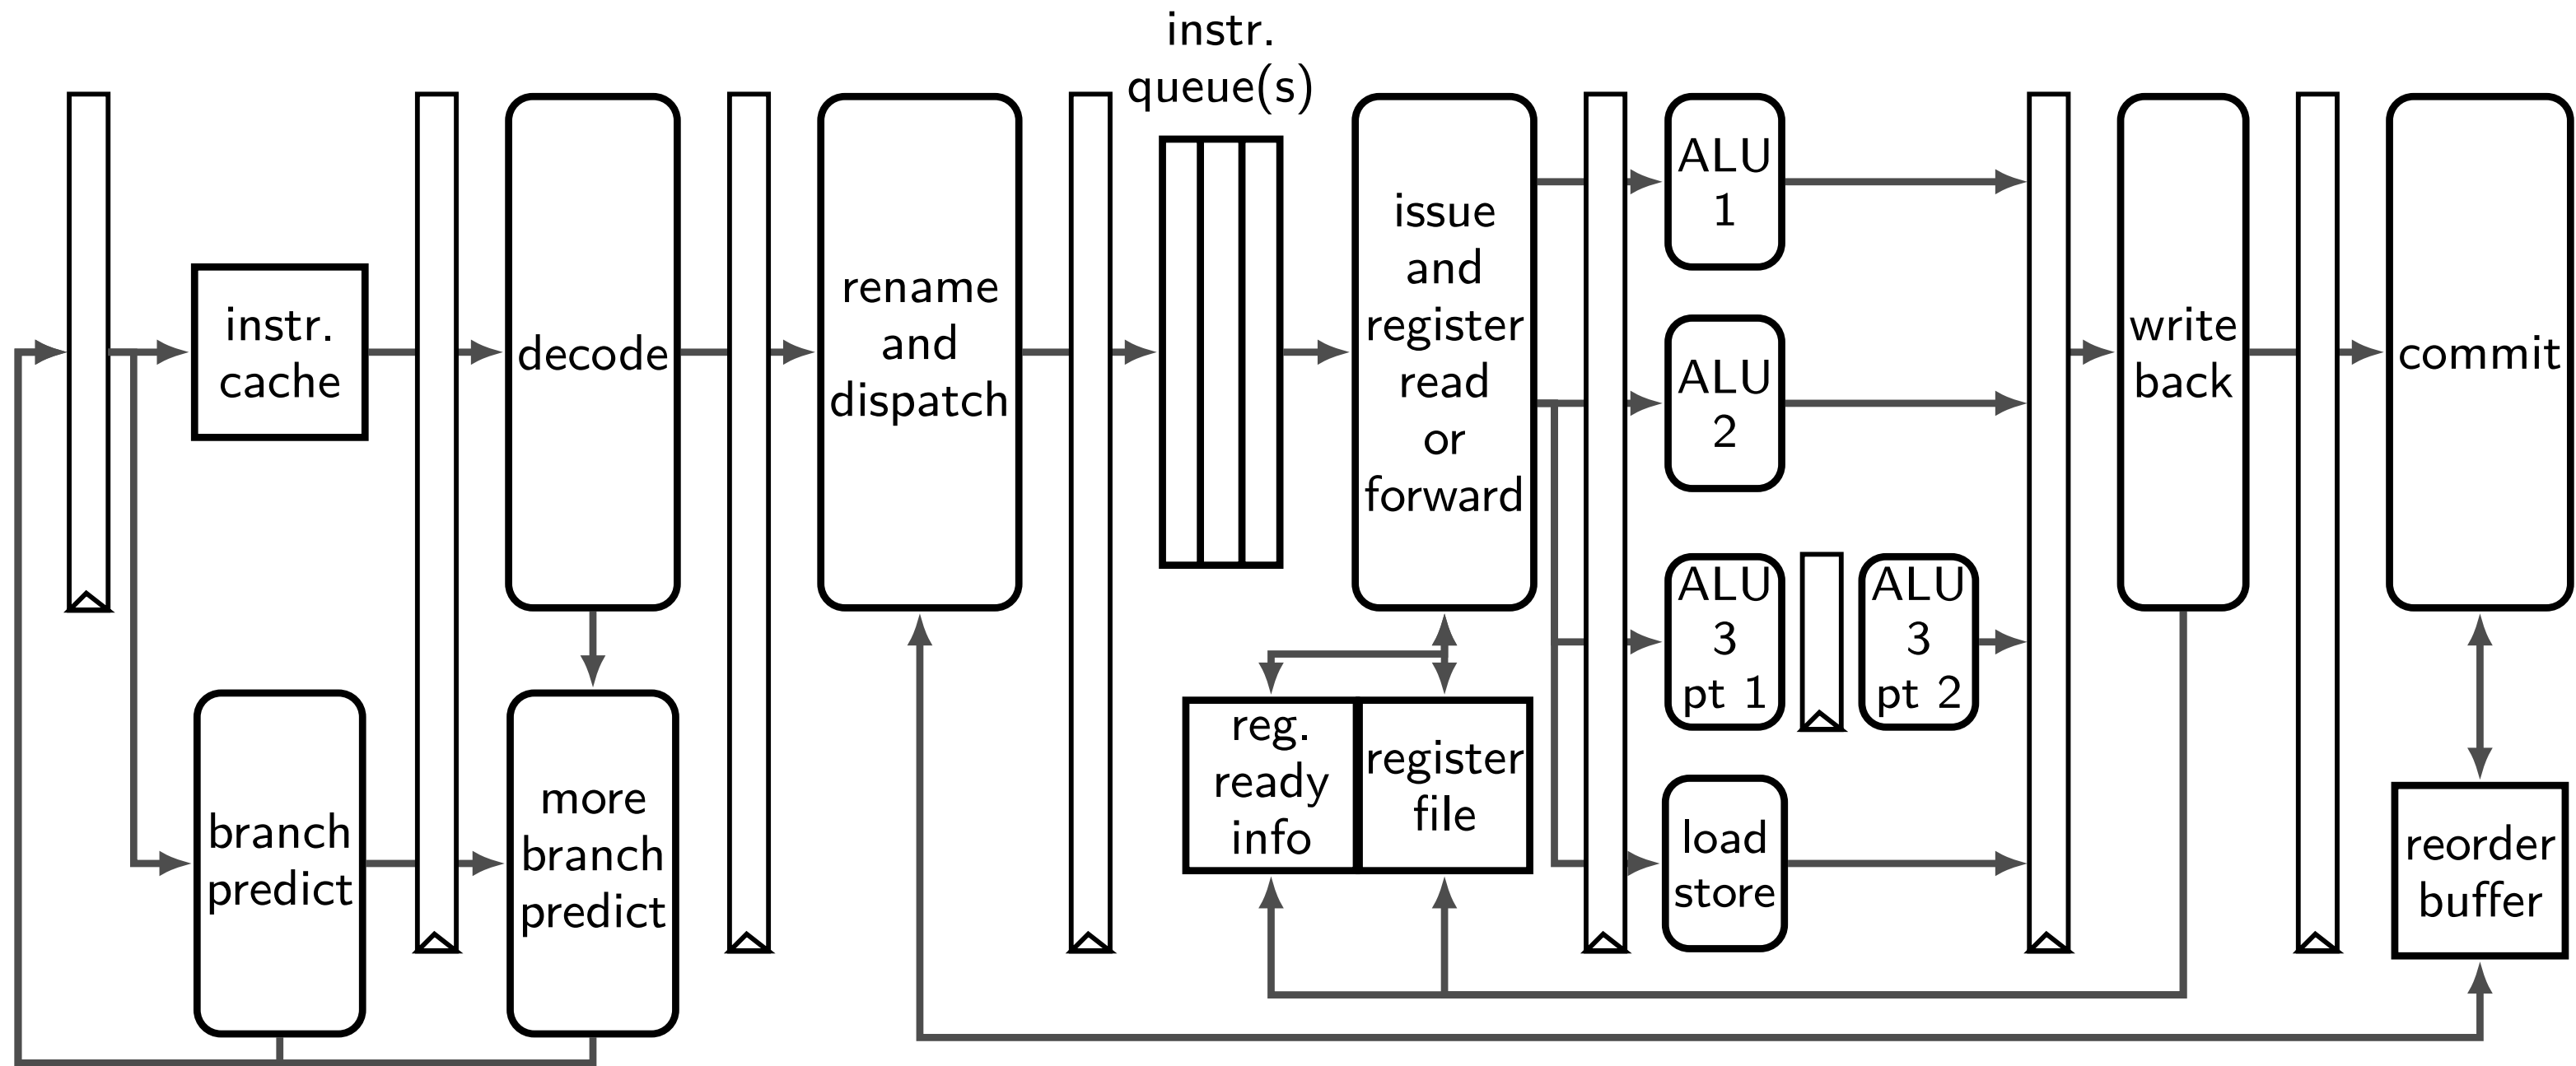 instr.
queue(s)
instr.
cache
decode
rename
and
dispatch
issue
and
register
read
or
forward
ALU
1
ALU
2
ALU
3
pt 1
ALU
3
pt 2
load
store
write
back
commit
branch
predict
more
branch
predict
reg.
ready
info
register
file
reorder
buffer